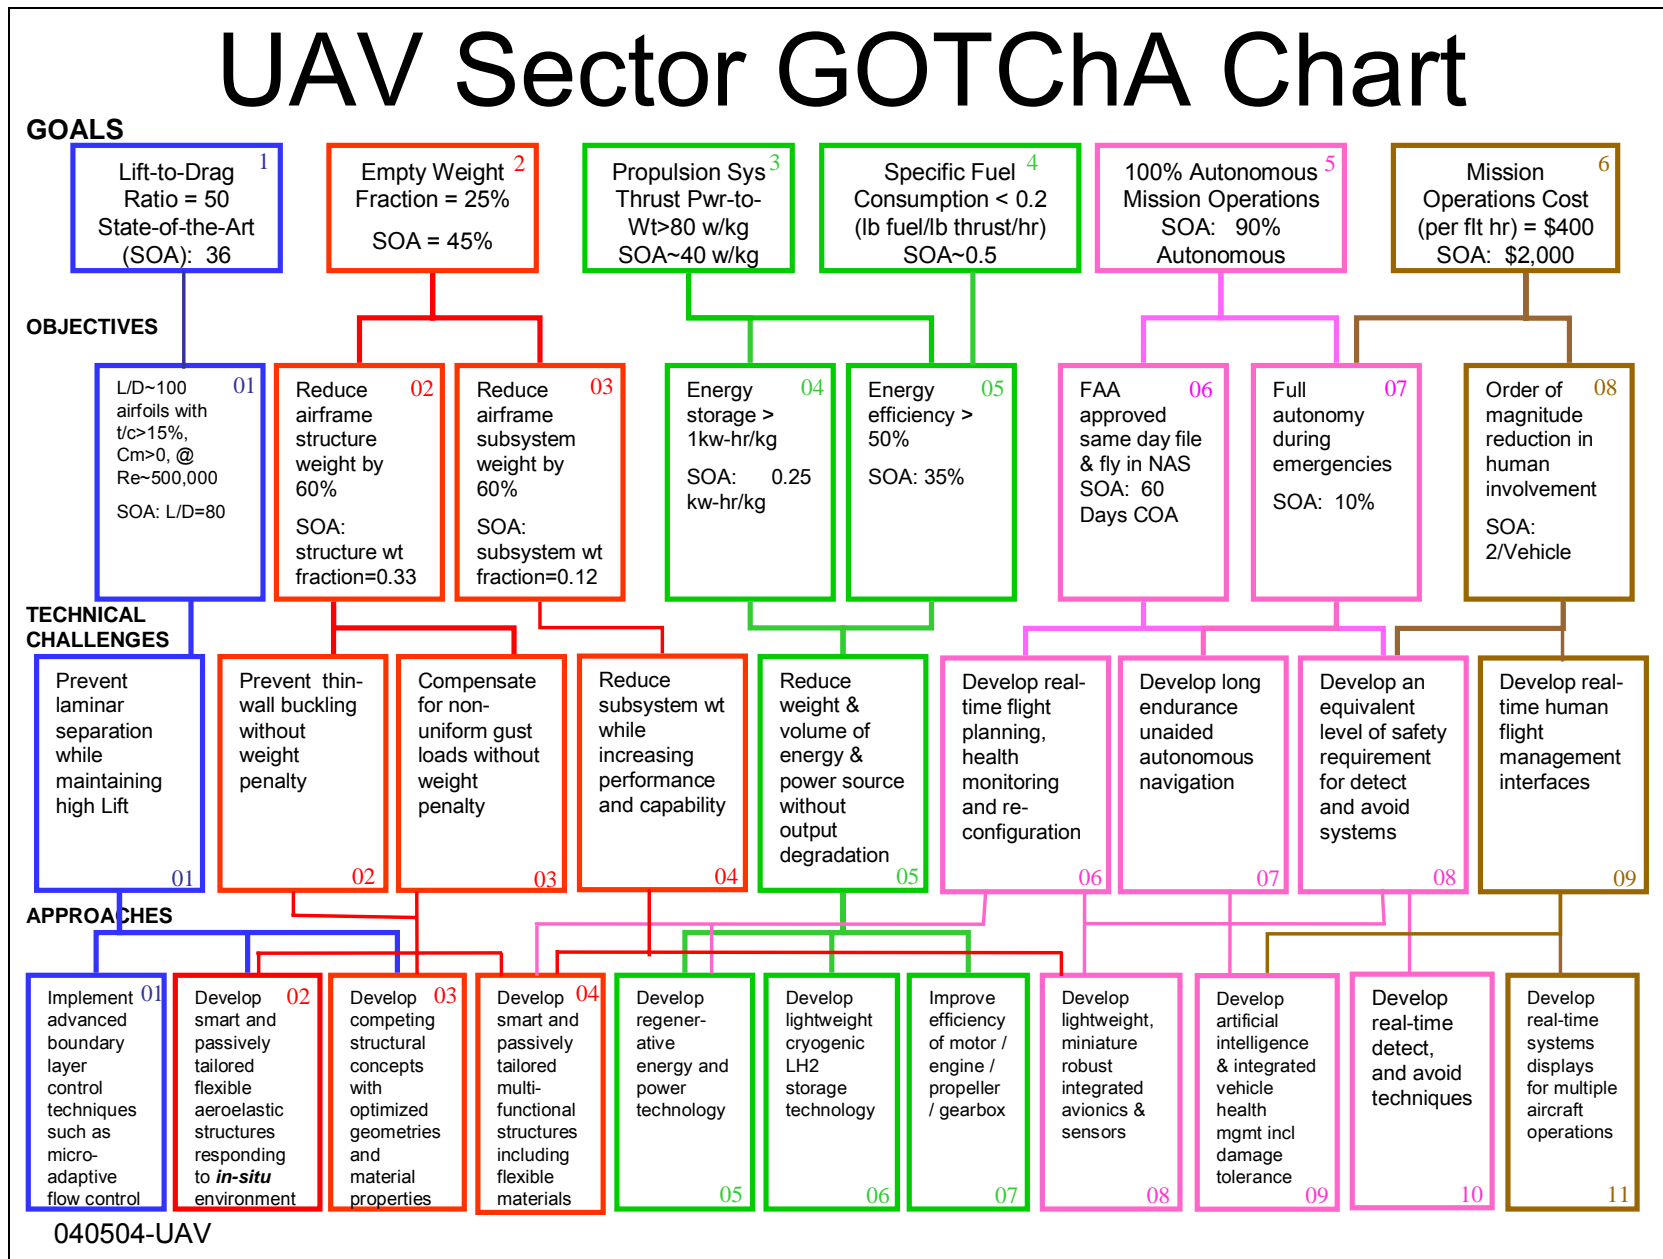 UAV Sector GOTChA Chart
GOALS
Lift-to-Drag
Ratio = 50
State-of-the-Art
(SOA): 36
1
Empty Weight
Fraction = 25%
SOA = 45%
2
Propulsion Sys
Thrust Pwr-to-
Wt>80 w/kg
SOA~40 w/kg
3
Specific Fuel
Consumption < 0.2
(lb fuel/lb thrust/hr)
SOA~0.5
4
100% Autonomous
Mission Operations
SOA: 90%
Autonomous
5
Mission
Operations Cost
(per flt hr) = $400
SOA: $2,000
6
OBJECTIVES
L/D~100
airfoils with
t/c>15%,
Cm>0, @
Re~500,000
SOA: L/D=80
01
Reduce
airframe
structure
weight by
60%
SOA:
structure wt
fraction=0.33
02
Reduce
airframe
subsystem
weight by
60%
SOA:
subsystem wt
fraction=0.12
03
Energy
storage >
1kw-hr/kg
SOA: 0.25
kw-hr/kg
04
Energy
efficiency >
50%
SOA: 35%
05
FAA
approved
same day file
& fly in NAS
SOA: 60
Days COA
06
Full
autonomy
during
emergencies
SOA: 10%
07
Order of
magnitude
reduction in
human
involvement
SOA:
2/Vehicle
08
TECHNICAL
CHALLENGES
Prevent
laminar
separation
while
maintaining
high Lift
01
Prevent thin-
wall buckling
without
weight
penalty
02
Compensate
for non-
uniform gust
loads without
weight
penalty
03
Reduce
subsystem wt
while
increasing
performance
and capability
04
Reduce
weight &
volume of
energy &
power source
without
output
degradation
05
Develop real-
time flight
planning,
health
monitoring
and re-
configuration
06
Develop long
endurance
unaided
autonomous
navigation
07
Develop an
equivalent
level of safety
requirement
for detect
and avoid
systems
08
Develop real-
time human
flight
management
interfaces
09
APPROACHES
Implement
advanced
boundary
layer
control
techniques
such as
micro-
adaptive
flow control
01
Develop
smart and
passively
tailored
flexible
aeroelastic
structures
responding
to in-situ
environment
02
Develop
competing
structural
concepts
with
optimized
geometries
and
material
properties
03
Develop
smart and
passively
tailored
multi-
functional
structures
including
flexible
materials
04
Develop
regener-
ative
energy and
power
technology
05
Develop
lightweight
cryogenic
LH2
storage
technology
06
Improve
efficiency
of motor /
engine /
propeller
/ gearbox
07
Develop
lightweight,
miniature
robust
integrated
avionics &
sensors
08
Develop
artificial
intelligence
& integrated
vehicle
health
mgmt incl
damage
tolerance
09
Develop
real-time
detect,
and avoid
techniques
10
Develop
real-time
systems
displays
for multiple
aircraft
operations
11
040504-UAV